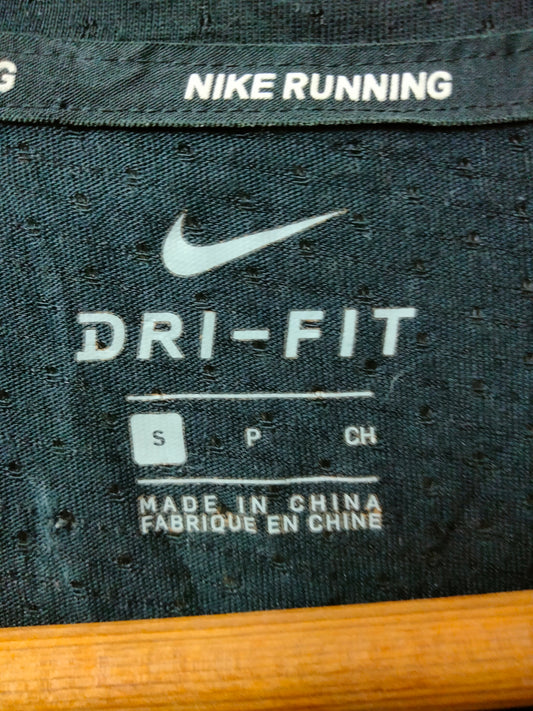 G NIKE RUNNING
DRI-FIT
S P CH
MADE IN CHINA
FABRIQUE EN CHINE